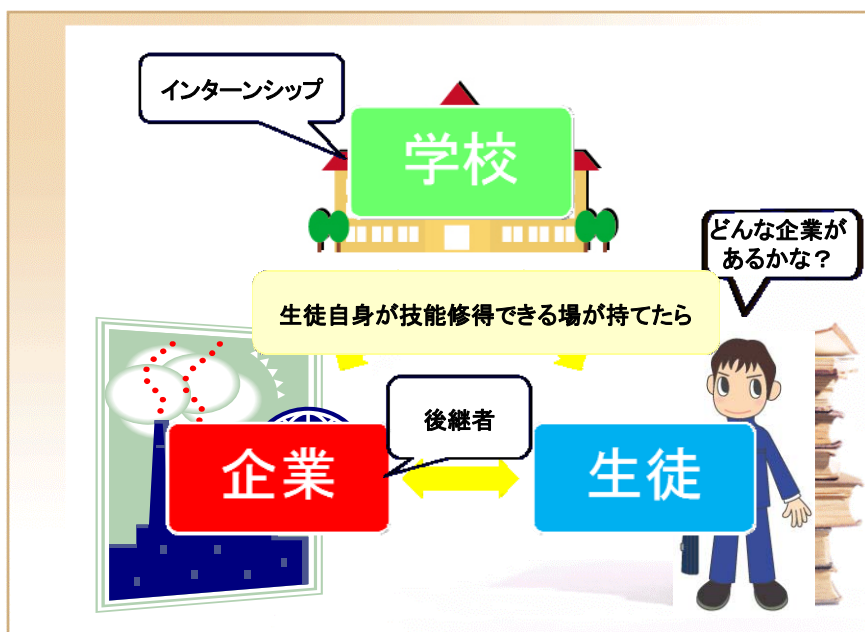 インターンシップ
学校
どんな企業が
あるかな？
生徒自身が技能修得できる場が持てたら
後継者
企業
生徒